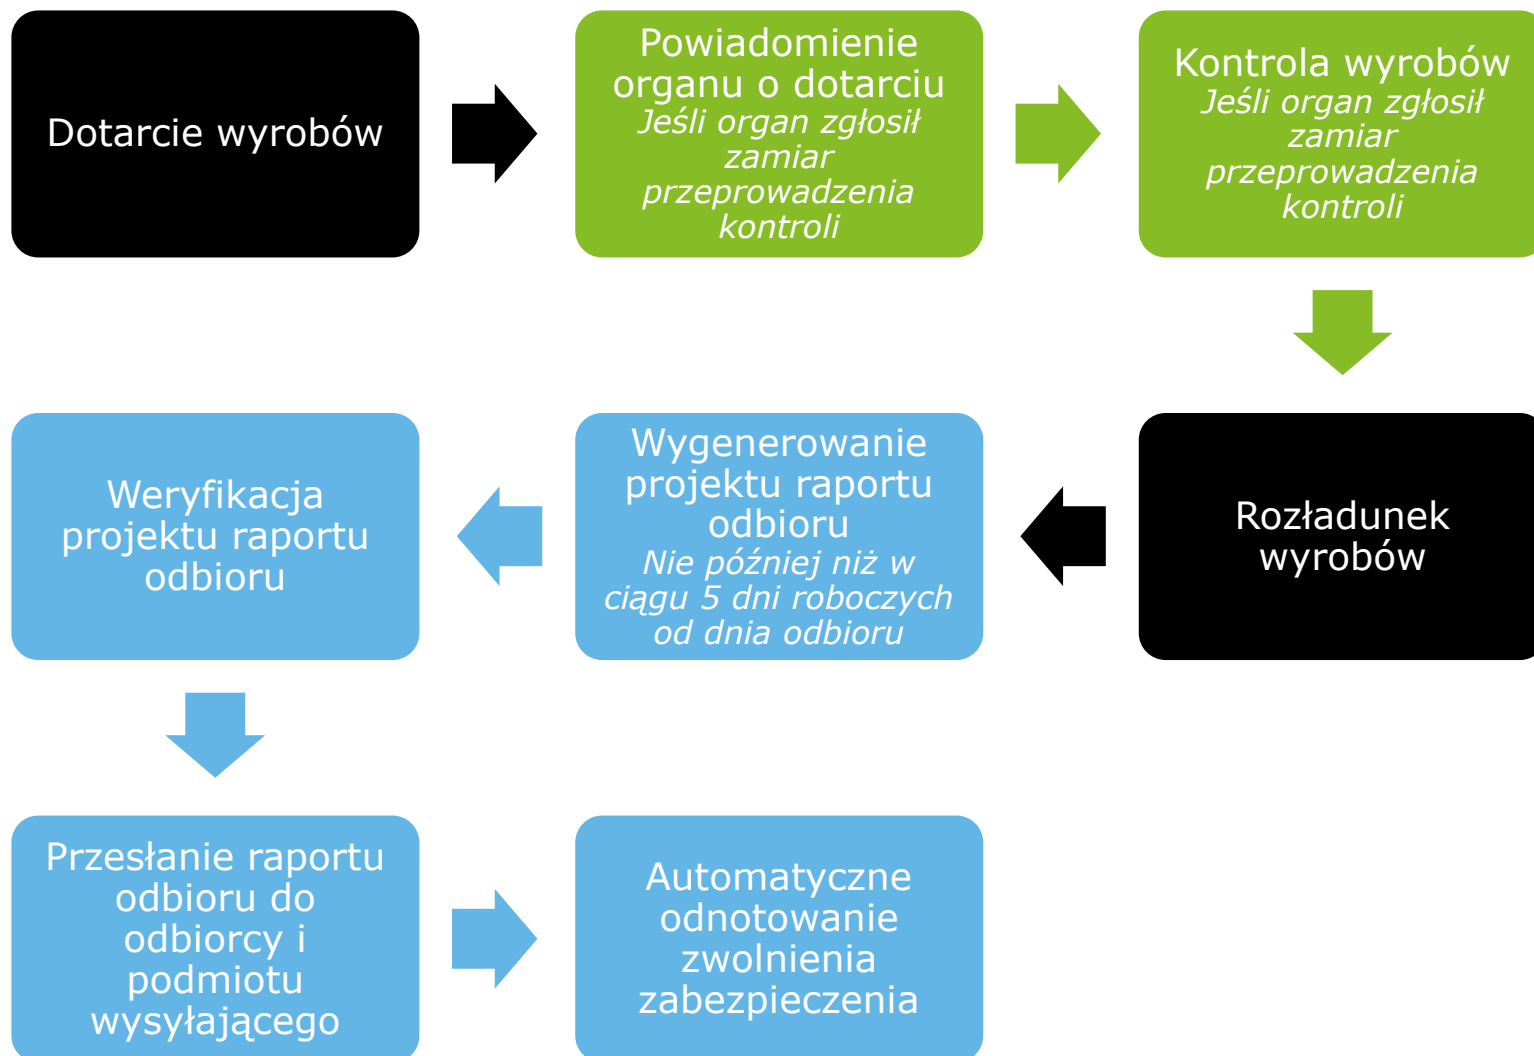 Dotarcie wyrobów
Powiadomienie
organu o dotarciu
Jeśli organ zgłosił
zamiar
przeprowadzenia
kontroli
Kontrola wyrobów
Jeśli organ zgłosił
zamiar
przeprowadzenia
kontroli
Rozładunek
wyrobów
Wygenerowanie
projektu raportu
odbioru
Nie później niż w
ciągu 5 dni roboczych
od dnia odbioru
Weryfikacja
projektu raportu
odbioru
Przesłanie raportu
odbioru do
odbiorcy i
podmiotu
wysyłającego
Automatyczne
odnotowanie
zwolnienia
zabezpieczenia